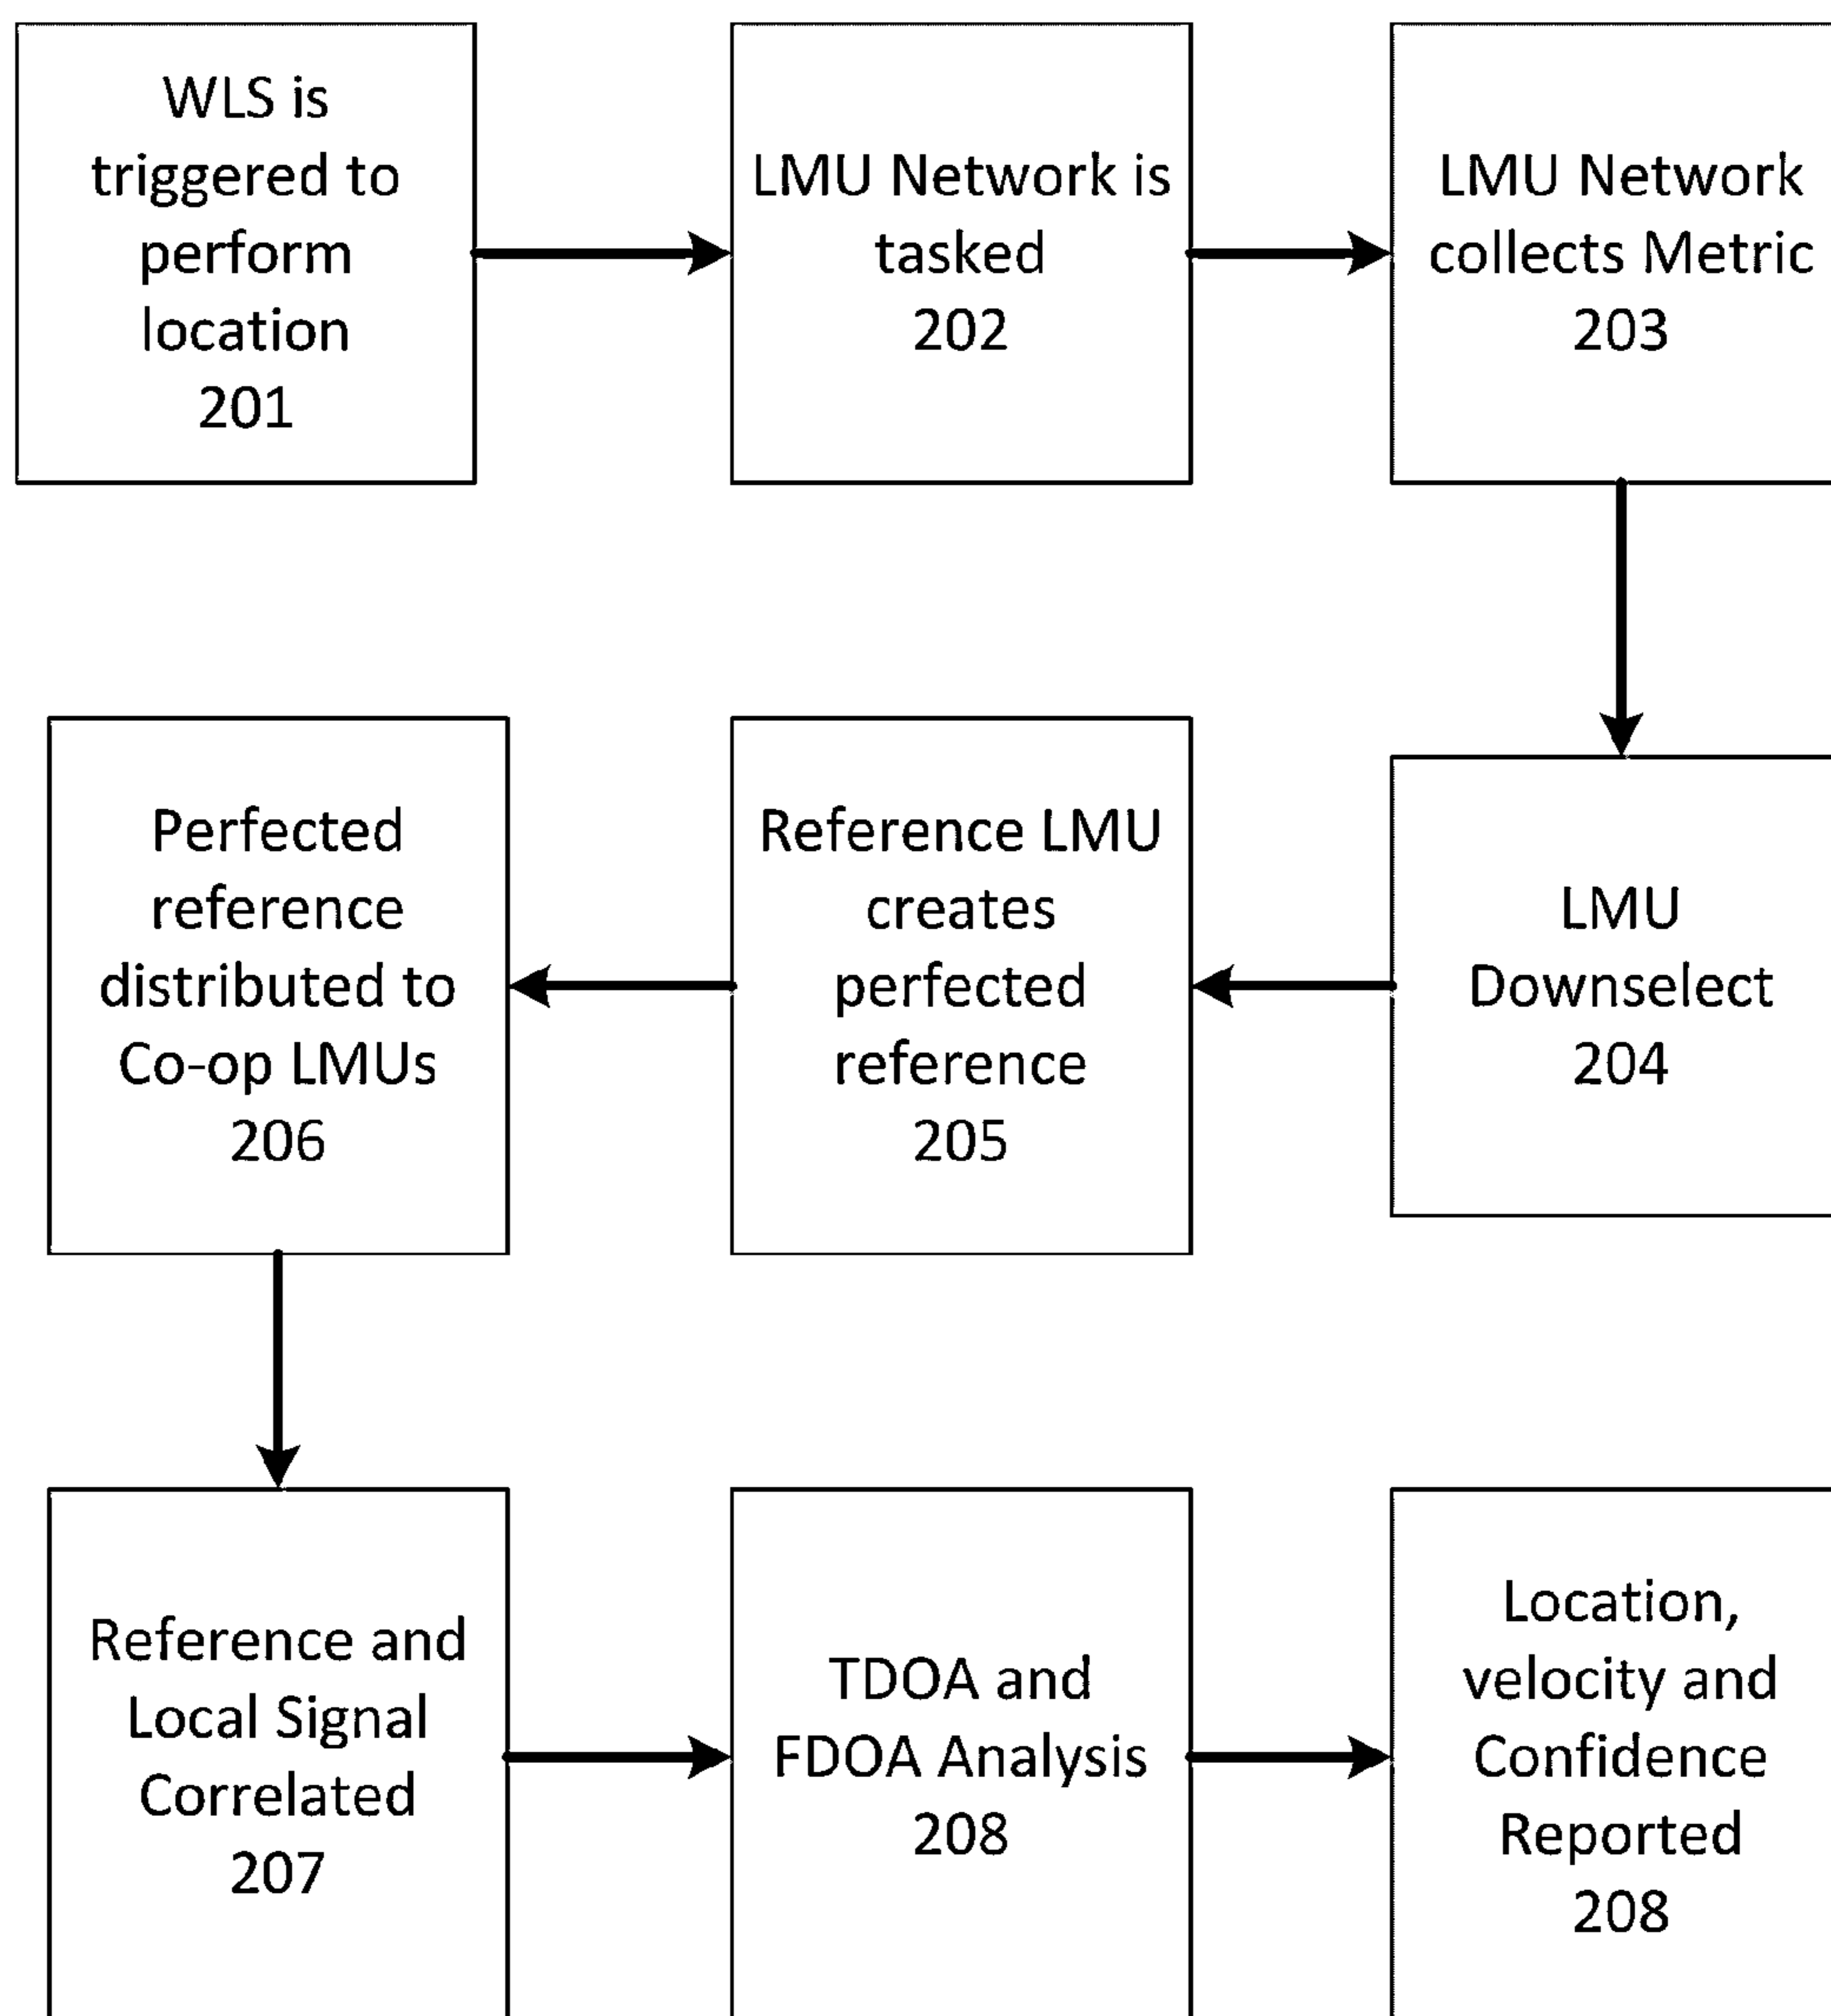 WLS is
triggered to
perform
location
201
LMU Network is
tasked
202
LMU Network
collects Metric
203
LMU
Downselect
204
Reference LMU
creates
perfected
reference
205
Perfected
reference
distributed to
Co-op LMUs
206
Reference and
Local Signal
Correlated
207
TDOA and
FDOA Analysis
208
Location,
velocity and
Confidence
Reported
208